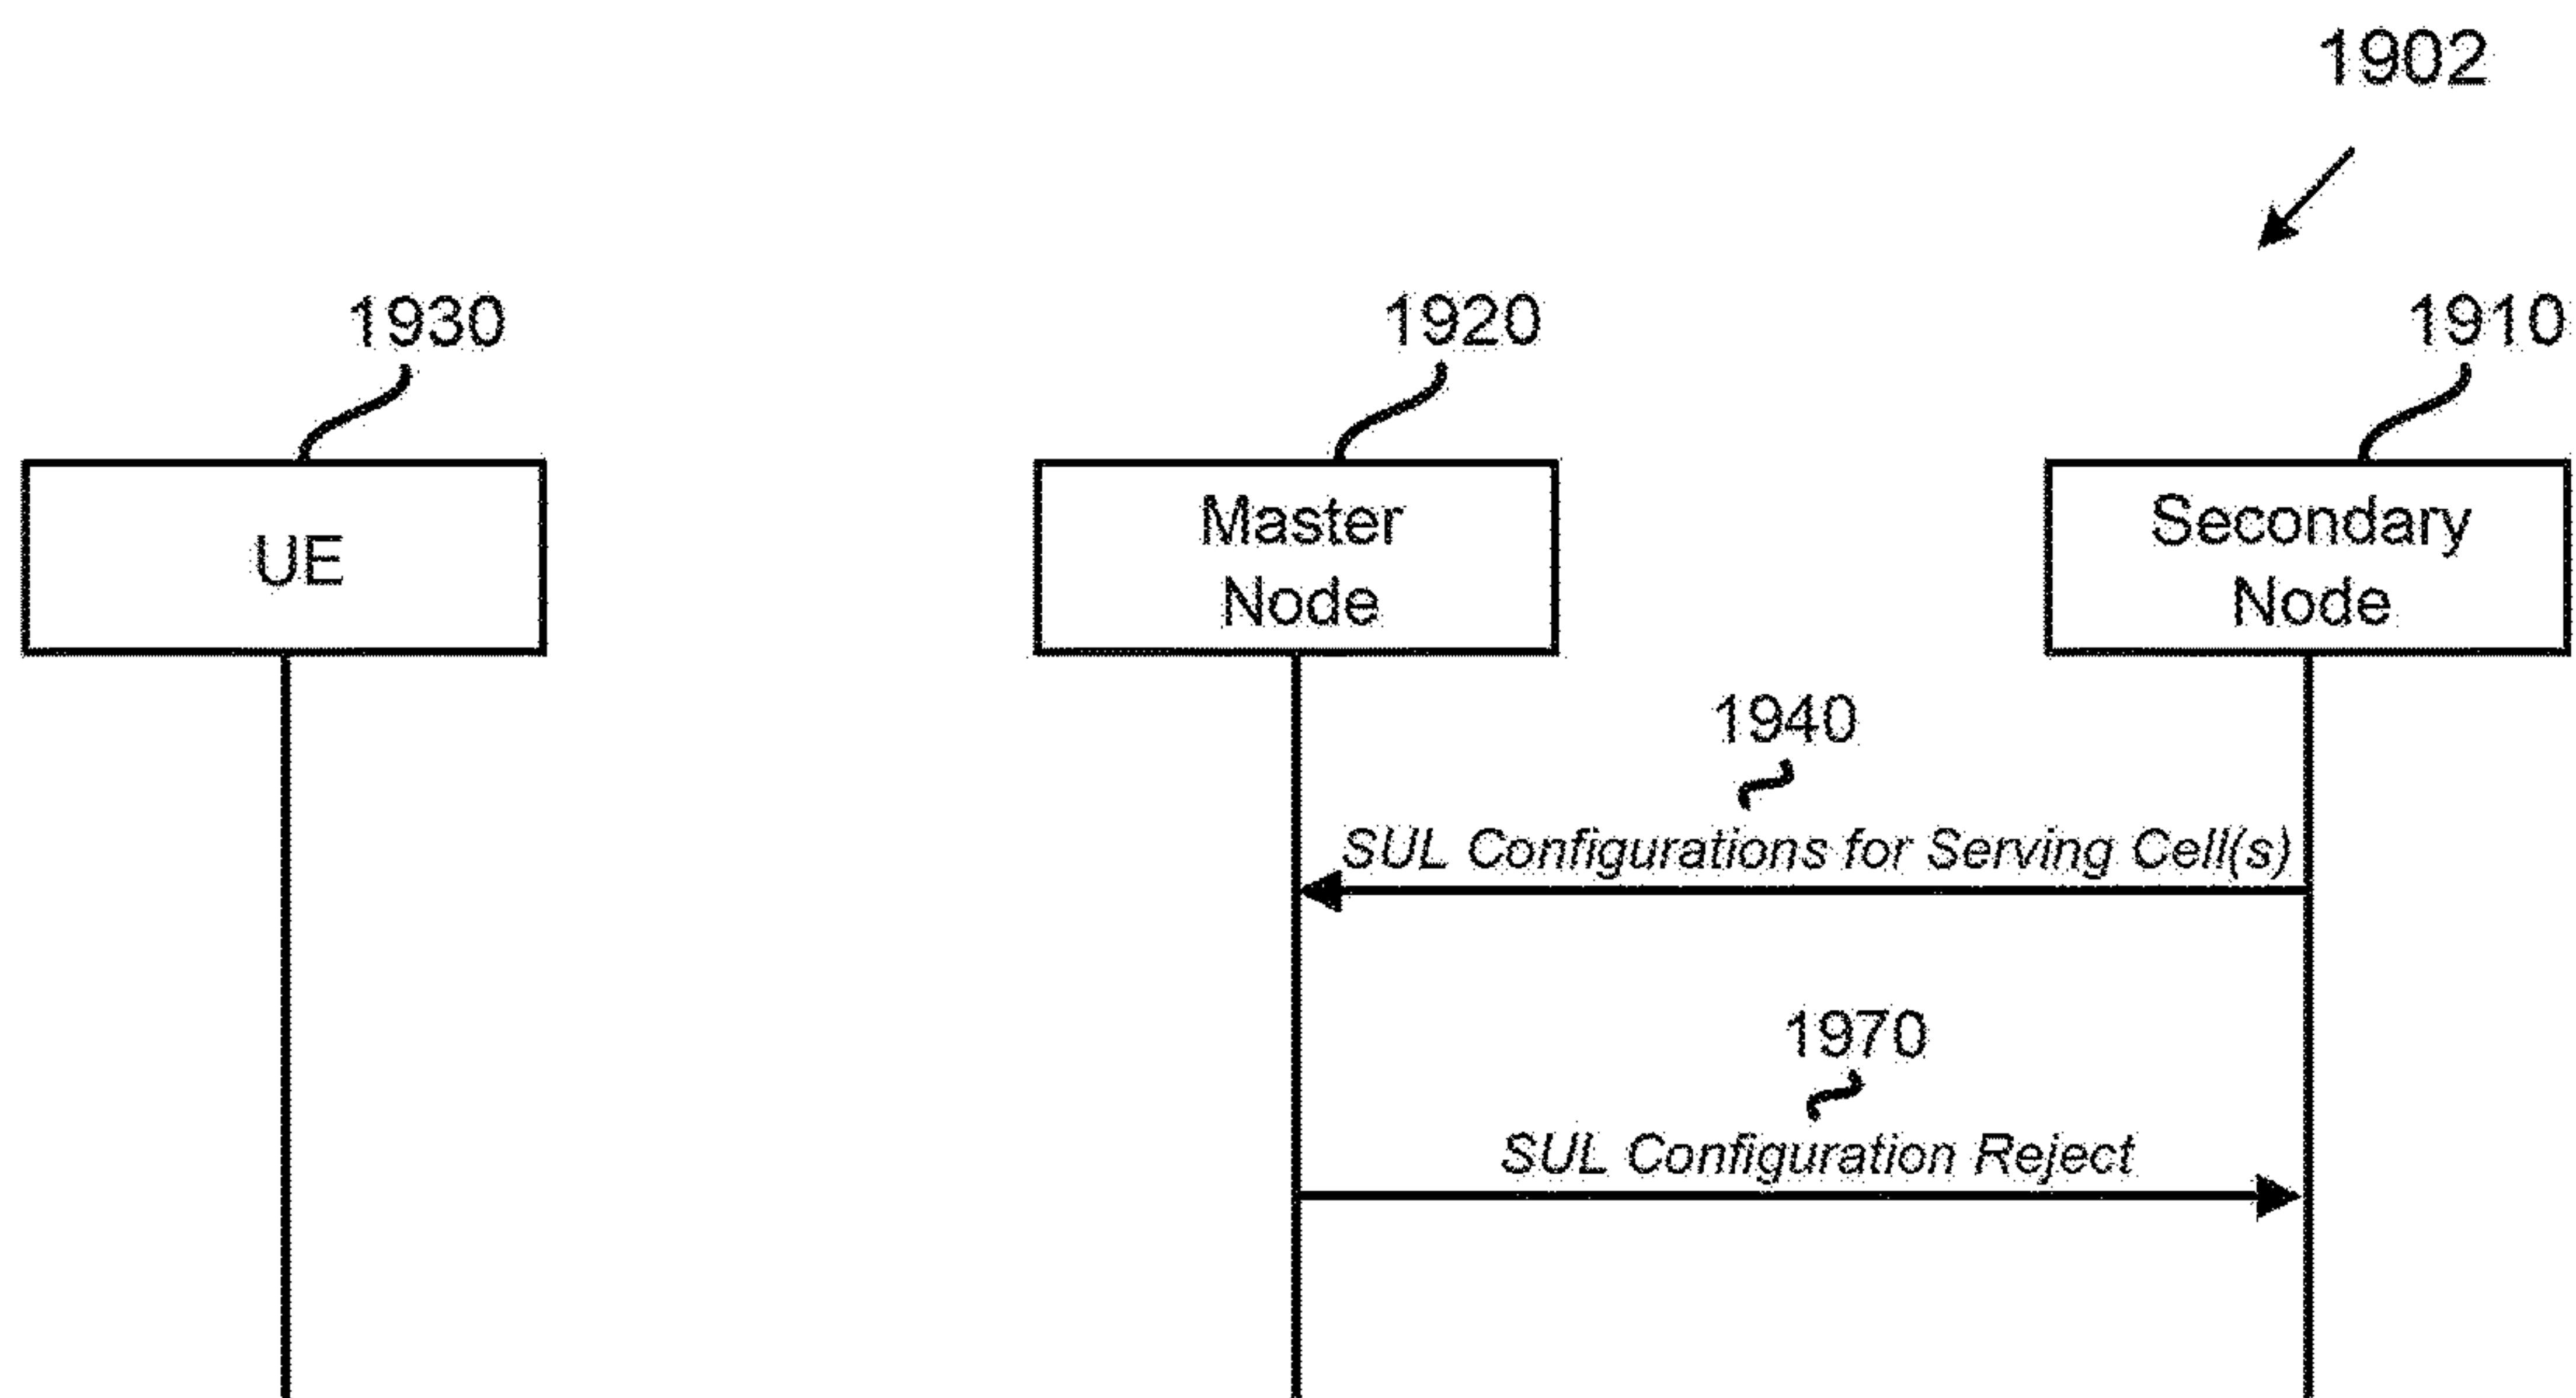 1902
1930
1920
1910
UE
Master
Node
Secondary
Node
1940
SUL Configurations for Serving Cell(s)
1970
SUL Configuration Reject